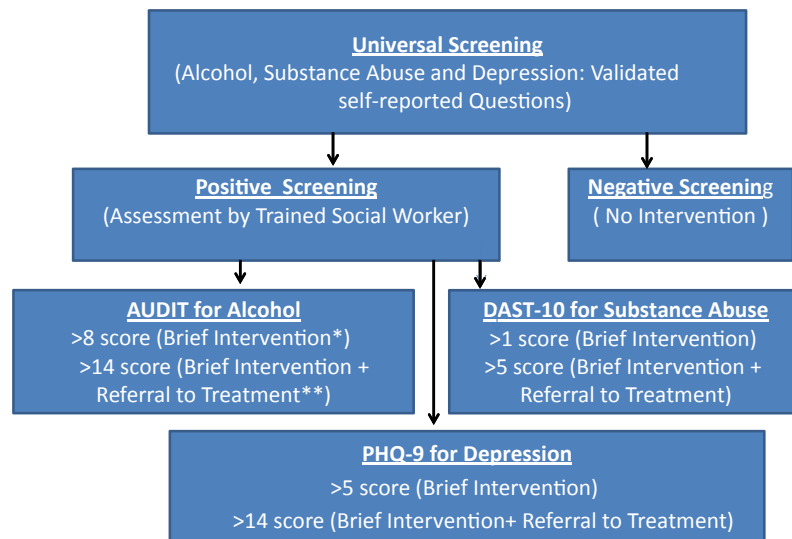 Universal Screening
(Alcohol, Substance Abuse and Depression: Validated
self-reported Questions)
Positive Screening
(Assessment by Trained Social Worker)
Negative Screening
( No Intervention )
AUDIT for Alcohol
>8 score (Brief Intervention*)
>14 score (Brief Intervention +
Referral to Treatment**)
DAST-10 for Substance Abuse
>1 score (Brief Intervention)
>5 score (Brief Intervention +
Referral to Treatment)
PHQ-9 for Depression
>5 score (Brief Intervention)
>14 score (Brief Intervention+ Referral to Treatment)